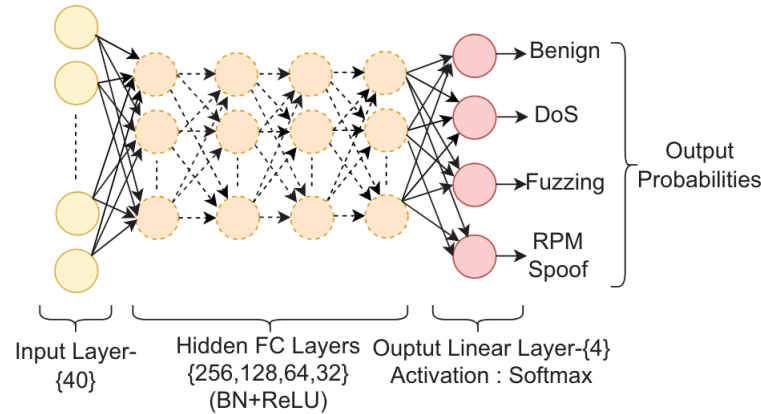 Benign
DoS
Fuzzing
RPM
Spoof
Output
Probabilities
Input Layer-
{40}
Hidden FC Layers
{256,128,64,32}
(BN+ReLU)
Ouptut Linear Layer-{4}
Activation : Softmax